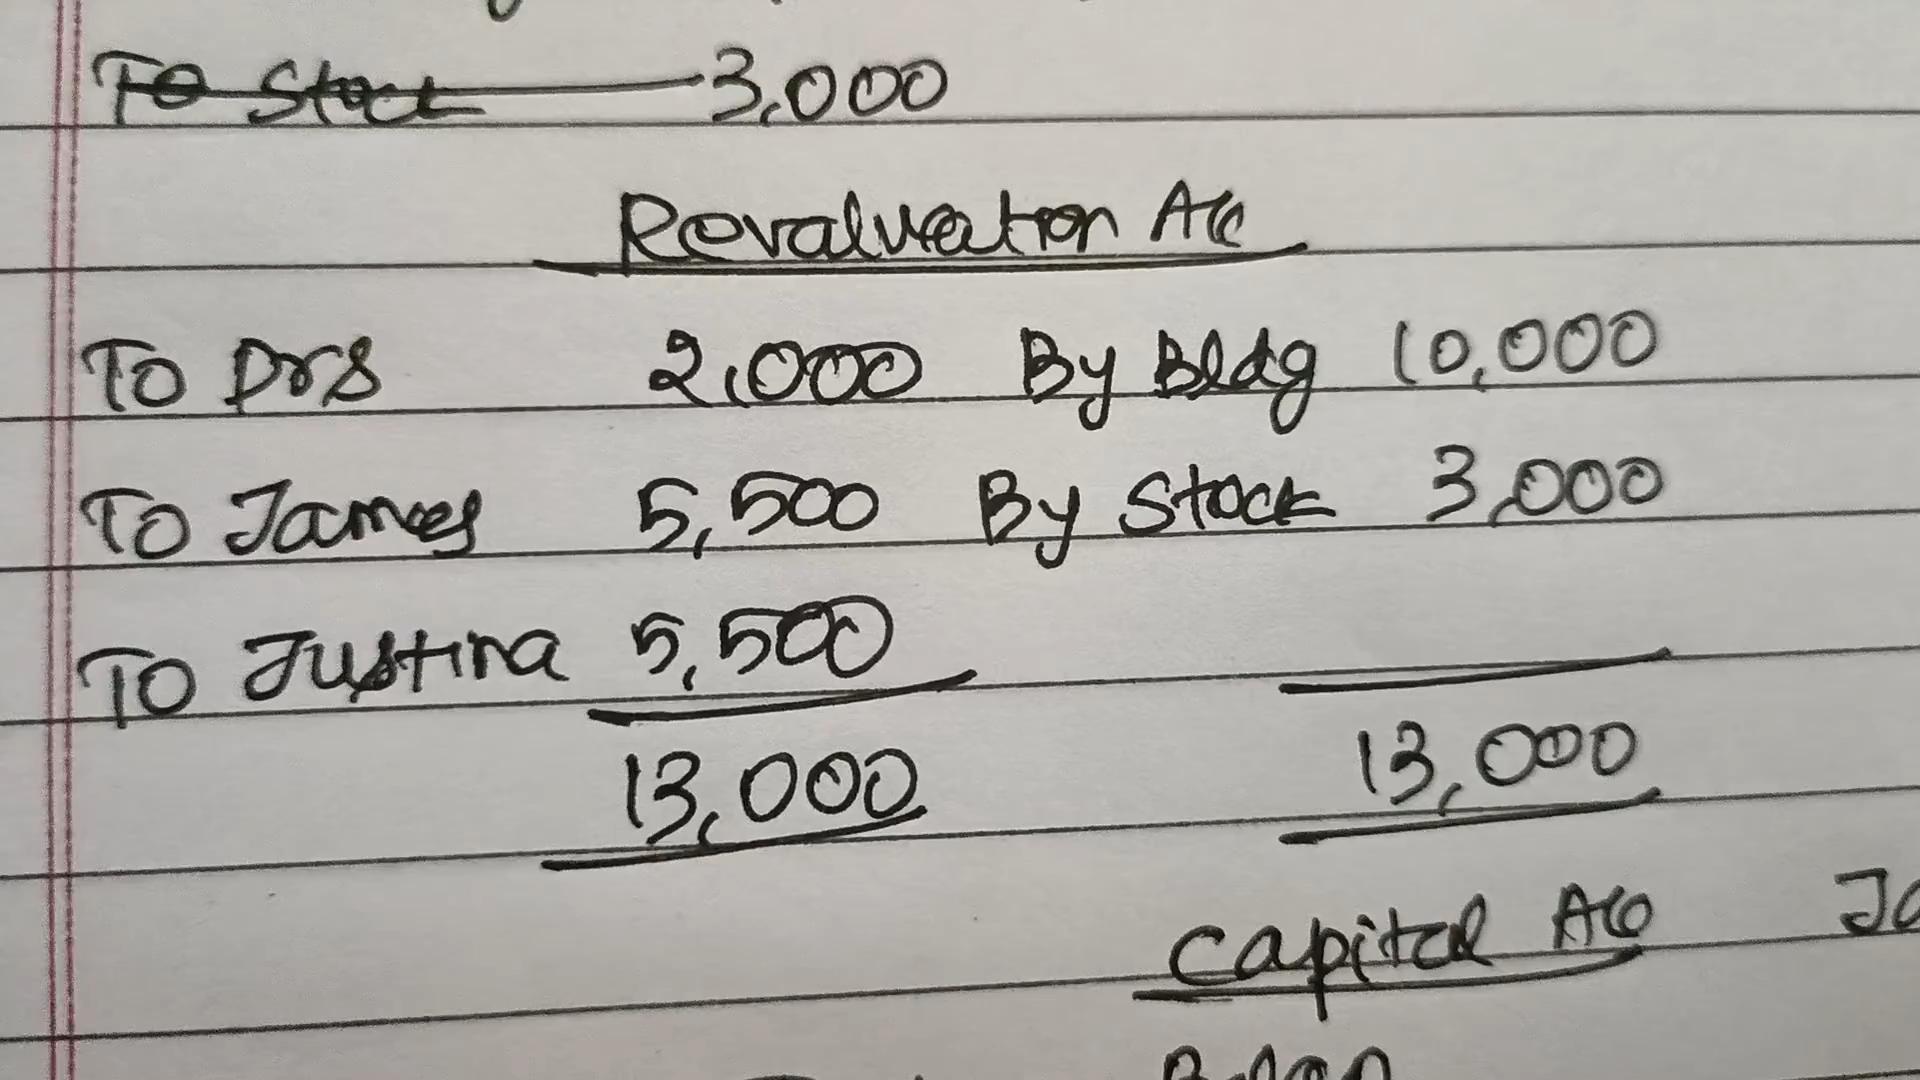 To Stock 3,000
Revaluation A/c
To Drs 2,000 By Bldg 10,000
To James 5,500 By Stock 3,000
To Justina 5,500
13,000 13,000
Capital A/c Ja